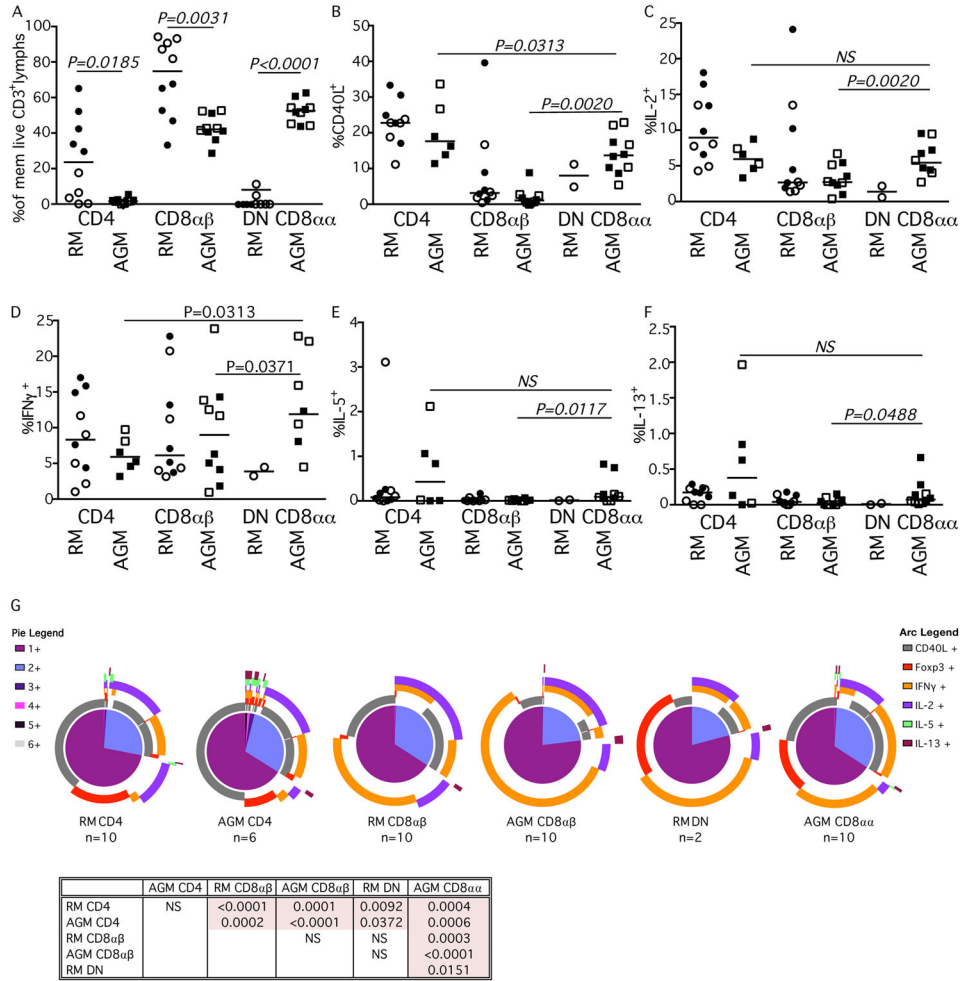 A
%of mem live CD3+lymphs
100
80
60
40
20
0
P=0.0185
P=0.0031
P<0.0001
CD4
CD8αβ
DN
CD8αα
RM
AGM
RM
AGM
RM
AGM
B
%CD40L+
50
40
30
20
10
0
P=0.0313
P=0.0020
CD4
CD8αβ
DN
CD8αα
RM
AGM
RM
AGM
RM
AGM
C
%IL-2+
25
20
15
10
5
0
NS
P=0.0020
CD4
CD8αβ
DN
CD8αα
RM
AGM
RM
AGM
RM
AGM
D
%IFNγ+
25
20
15
10
5
0
P=0.0313
P=0.0371
CD4
CD8αβ
DN
CD8αα
RM
AGM
RM
AGM
RM
AGM
E
%IL-5+
4
3
2
1
0
NS
P=0.0117
CD4
CD8αβ
DN
CD8αα
RM
AGM
RM
AGM
RM
AGM
F
%IL-13+
2.5
2.0
1.5
1.0
0.5
0.0
NS
P=0.0488
CD4
CD8αβ
DN
CD8αα
RM
AGM
RM
AGM
RM
AGM
G
Pie Legend
1+
2+
3+
4+
5+
6+
Arc Legend
CD40L +
Foxp3 +
IFNγ +
IL-2 +
IL-5 +
IL-13 +
RM CD4
n=10
AGM CD4
n=6
RM CD8αβ
n=10
AGM CD8αβ
n=10
RM DN
n=2
AGM CD8αα
n=10
AGM CD4 RM CD8αβ AGM CD8αβ RM DN AGM CD8αα
RM CD4 NS <0.0001 0.0001 0.0092 0.0004
AGM CD4 0.0002 <0.0001 0.0372 0.0006
RM CD8αβ NS NS 0.0003
AGM CD8αβ NS <0.0001
RM DN 0.0151